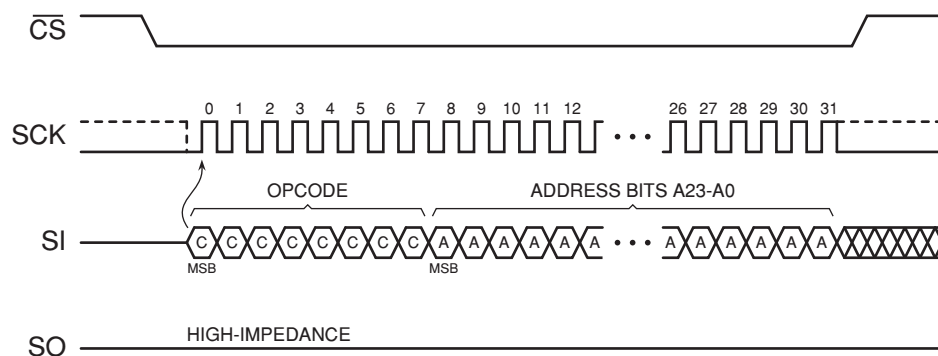 CS
0 1 2 3 4 5 6 7 8 9 10 11 12 26 27 28 29 30 31
SCK
OPCODE ADDRESS BITS A23-A0
SI C C C C C C C C A A A A A A A A A A A A
MSB MSB
HIGH-IMPEDANCE
SO